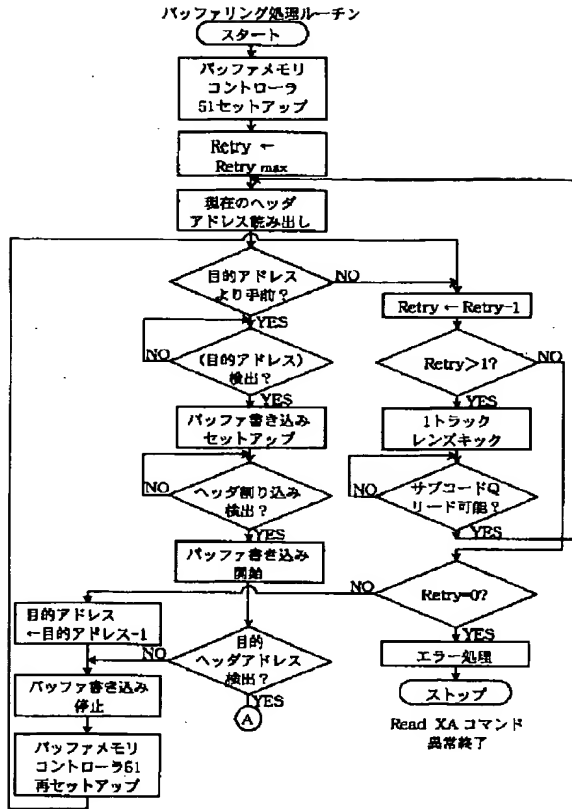 バッファリング処理ルーチン
スタート
バッファメモリ
コントローラ
51セットアップ
Retry ←
Retry max
現在のヘッダ
アドレス読み出し
目的アドレス
より手前?
NO
YES
(目的アドレス)
検出?
NO
YES
バッファ書き込み
セットアップ
ヘッダ割り込み
検出?
NO
YES
バッファ書き込み
開始
目的
ヘッダアドレス
検出?
NO
YES
A
Retry ← Retry-1
Retry>1?
NO
YES
1トラック
レンズキック
サブコードQ
リード可能?
NO
YES
Retry=0?
NO
YES
エラー処理
ストップ
Read XA コマンド
異常終了
目的アドレス
←目的アドレス-1
バッファ書き込み
停止
バッファメモリ
コントローラ51
再セットアップ